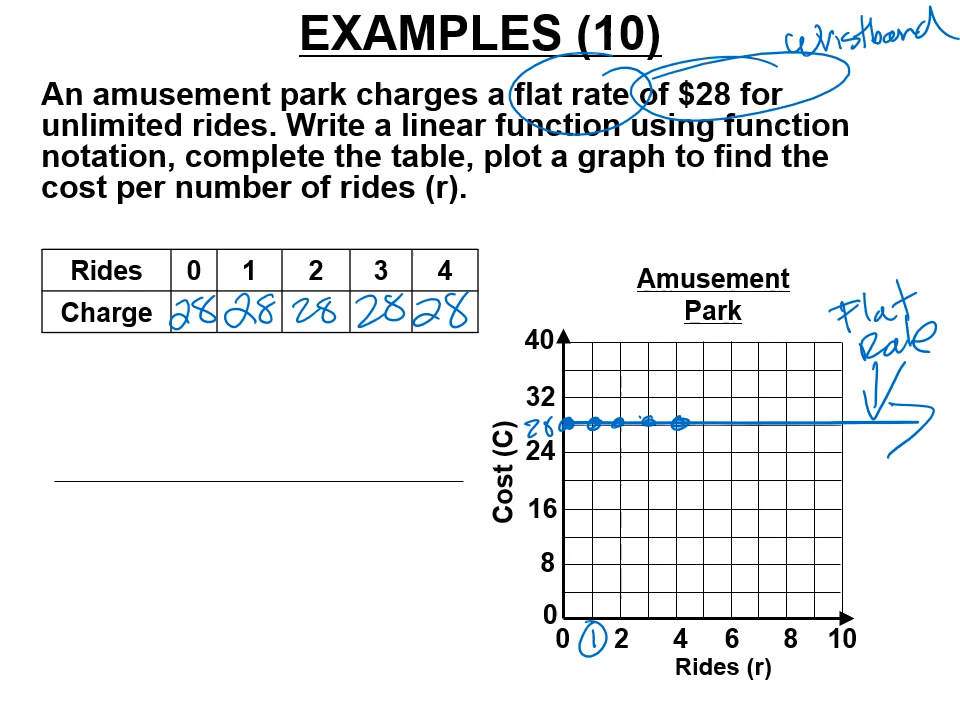 EXAMPLES (10)
wristband
An amusement park charges a flat rate of $28 for
unlimited rides. Write a linear function using function
notation, complete the table, plot a graph to find the
cost per number of rides (r).
Rides 0 1 2 3 4
Charge 28 28 28 28 28
Amusement
Park
Flat
Rate
40
32
28
24
16
8
0
Cost (C)
0 1 2 4 6 8 10
Rides (r)